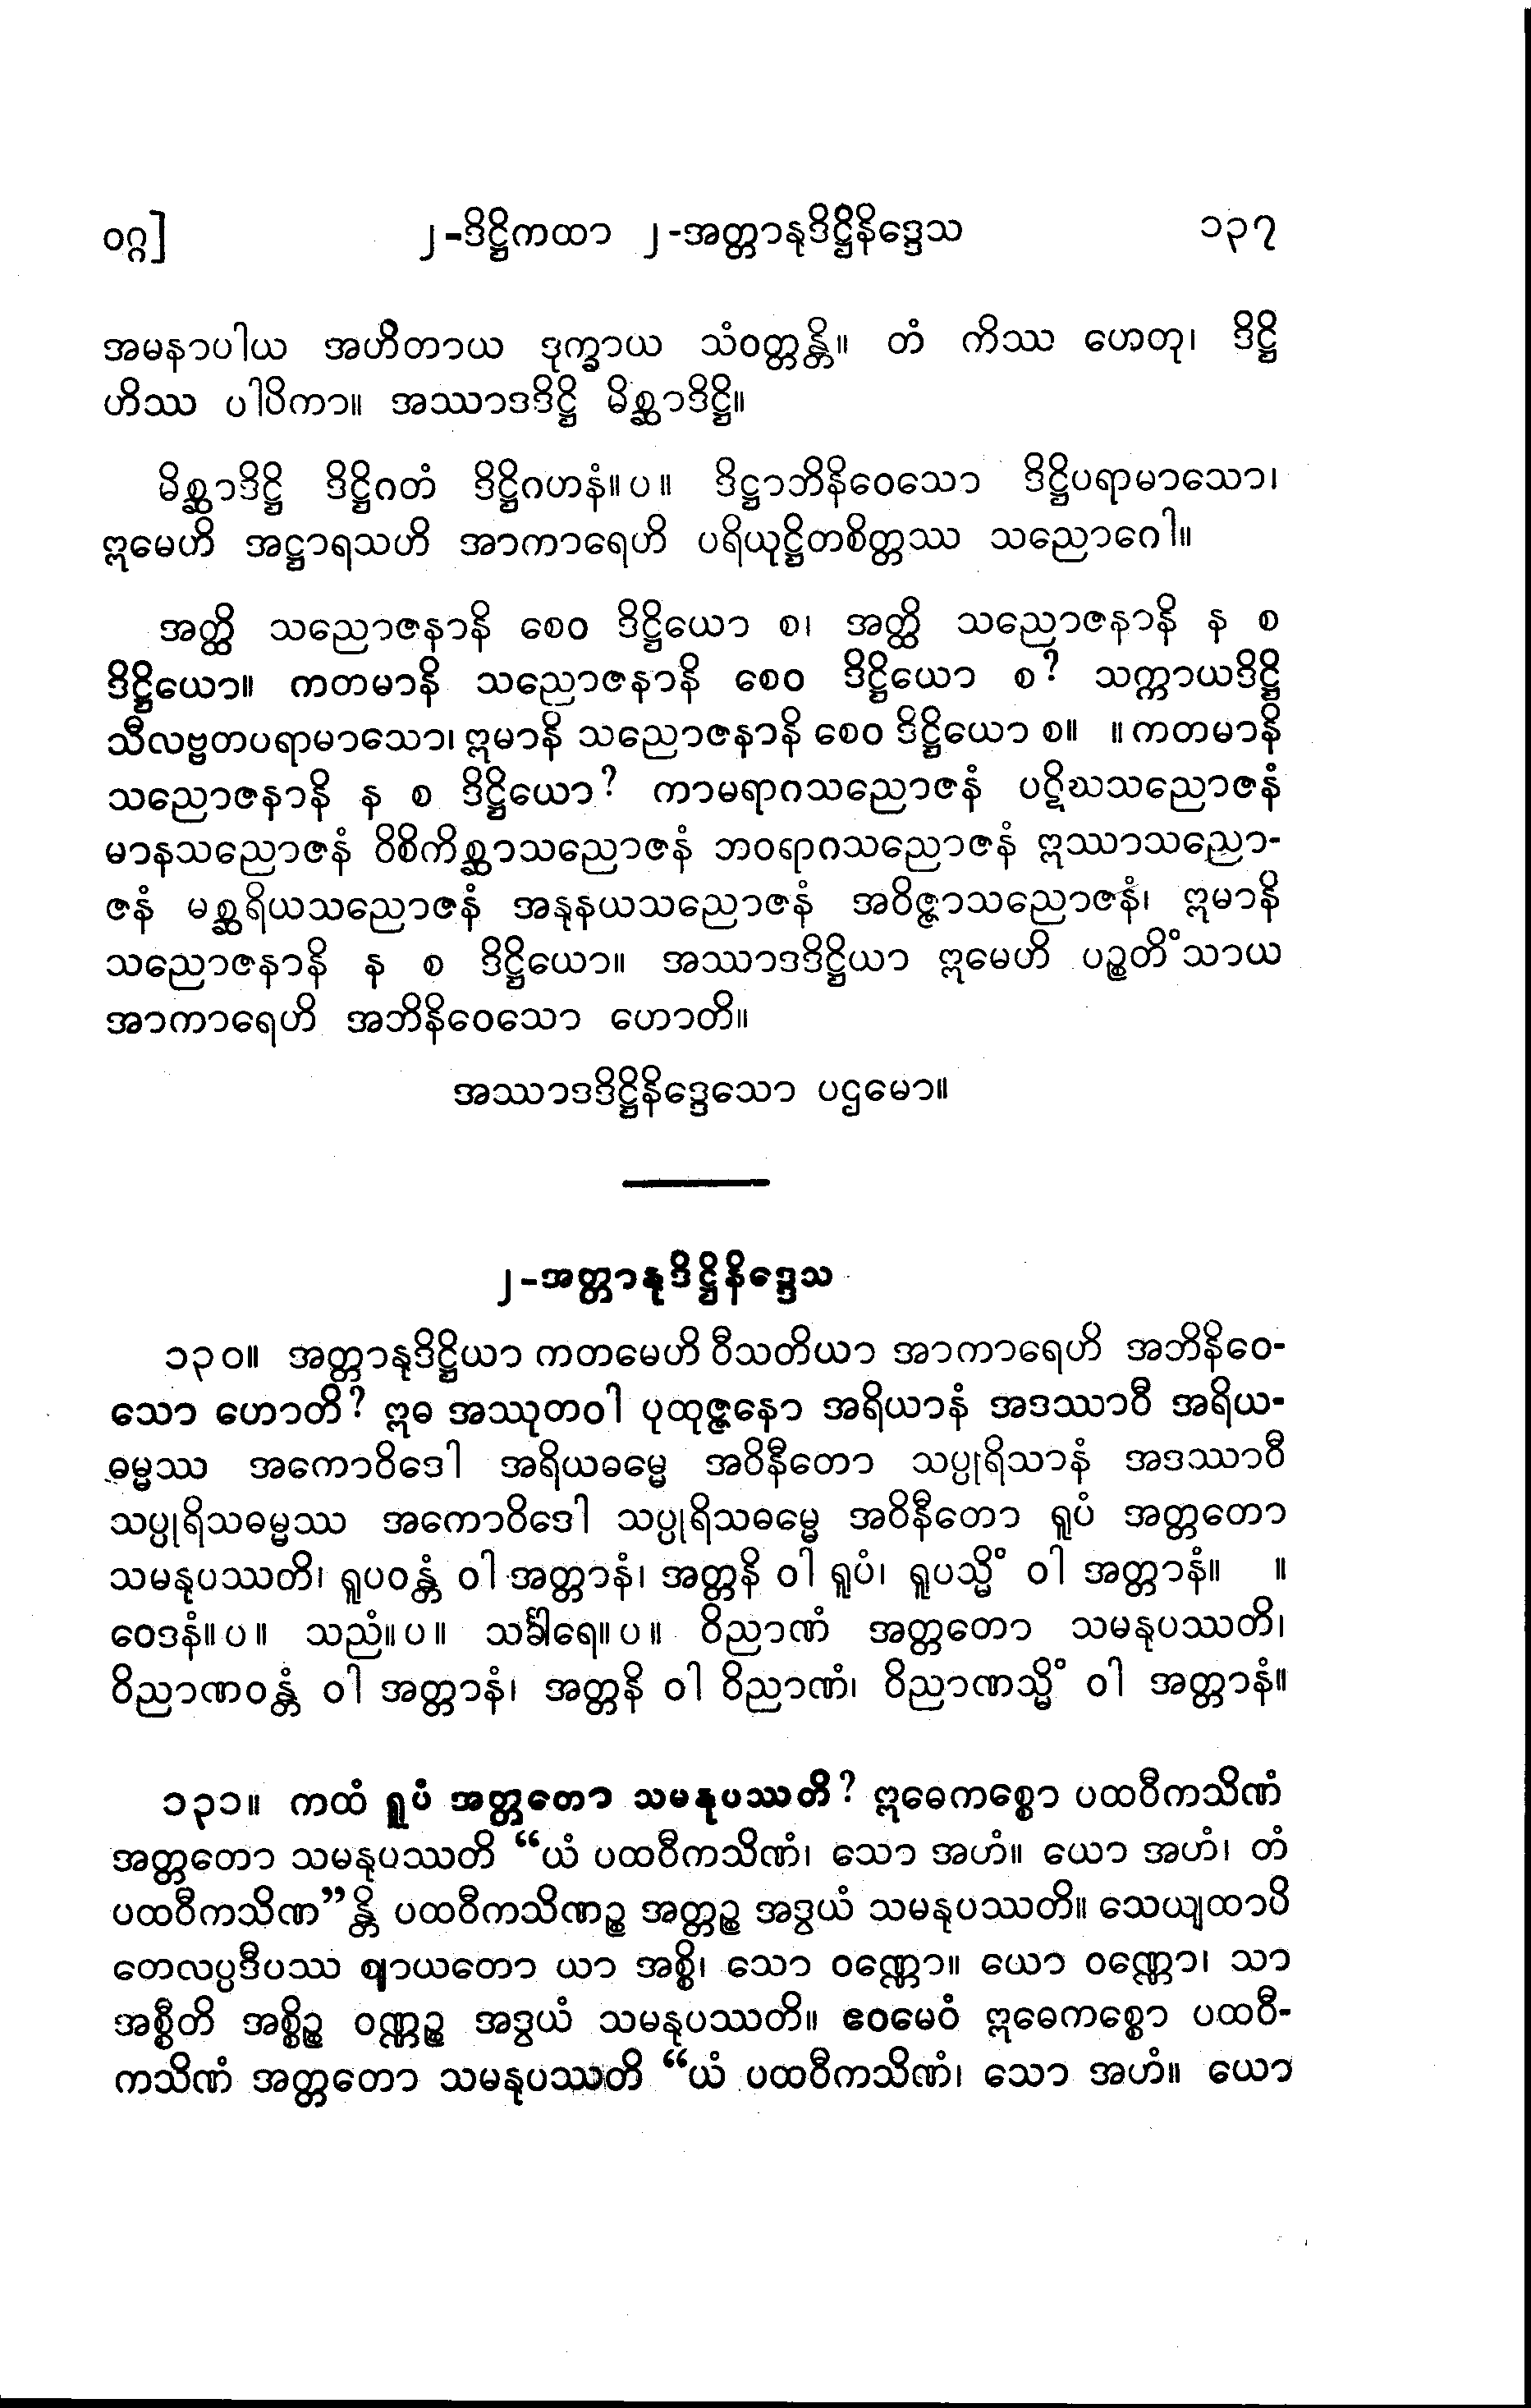 ဝဂ္ဂ] ၂-ဒိဋ္ဌိကထာ ၂-အတ္တာနုဒိဋ္ဌိနိဒ္ဒေသ ၁၃၇
အမနာပါယ အဟိတာယ ဒုက္ခာယ သံဝတ္တန္တိ။ တံ ကိဿ ဟေတု၊ ဒိဋ္ဌိ
ဟိဿ ပါပိကာ။ အဿာဒဒိဋ္ဌိ မိစ္ဆာဒိဋ္ဌိ။
မိစ္ဆာဒိဋ္ဌိ ဒိဋ္ဌိဂတံ ဒိဋ္ဌိဂဟနံ။ပ။ ဒိဋ္ဌာဘိနိဝေသော ဒိဋ္ဌိပရာမာသော၊
ဣမေဟိ အဋ္ဌာရသဟိ အာကာရေဟိ ပရိယုဋ္ဌိတစိတ္တဿ သညောဂေါ။
အတ္ထိ သညောဇနာနိ စေဝ ဒိဋ္ဌိယော စ၊ အတ္ထိ သညောဇနာနိ န စ
ဒိဋ္ဌိယော။ ကတမာနိ သညောဇနာနိ စေဝ ဒိဋ္ဌိယော စ? သက္ကာယဒိဋ္ဌိ
သီလဗ္ဗတပရာမာသော၊ ဣမာနိ သညောဇနာနိ စေဝ ဒိဋ္ဌိယော စ။ ။ ကတမာနိ
သညောဇနာနိ န စ ဒိဋ္ဌိယော? ကာမရာဂသညောဇနံ ပဋိဃသညောဇနံ
မာနသညောဇနံ ဝိစိကိစ္ဆာသညောဇနံ ဘဝရာဂသညောဇနံ ဣဿာသညော-
ဇနံ မစ္ဆရိယသညောဇနံ အနုနယသညောဇနံ အဝိဇ္ဇာသညောဇနံ၊ ဣမာနိ
သညောဇနာနိ န စ ဒိဋ္ဌိယော။ အဿာဒဒိဋ္ဌိယာ ဣမေဟိ ပဉ္စတိံသာယ
အာကာရေဟိ အဘိနိဝေသော ဟောတိ။
အဿာဒဒိဋ္ဌိနိဒ္ဒေသော ပဌမော။
၂-အတ္တာနုဒိဋ္ဌိနိဒ္ဒေသ
၁၃၀။ အတ္တာနုဒိဋ္ဌိယာ ကတမေဟိ ဝီသတိယာ အာကာရေဟိ အဘိနိဝေ-
သော ဟောတိ? ဣဓ အဿုတဝါ ပုထုဇ္ဇနော အရိယာနံ အဒဿာဝီ အရိယ-
ဓမ္မဿ အကောဝိဒေါ အရိယဓမ္မေ အဝိနီတော သပ္ပုရိသာနံ အဒဿာဝီ
သပ္ပုရိသဓမ္မဿ အကောဝိဒေါ သပ္ပုရိသဓမ္မေ အဝိနီတော ရူပံ အတ္တတော
သမနုပဿတိ၊ ရူပဝန္တံ ဝါ အတ္တာနံ၊ အတ္တနိ ဝါ ရူပံ၊ ရူပသ္မိံ ဝါ အတ္တာနံ။ ။
ဝေဒနံ။ပ။ သညံ။ပ။ သင်္ခါရေ။ပ။ ဝိညာဏံ အတ္တတော သမနုပဿတိ၊
ဝိညာဏဝန္တံ ဝါ အတ္တာနံ၊ အတ္တနိ ဝါ ဝိညာဏံ၊ ဝိညာဏသ္မိံ ဝါ အတ္တာနံ။
၁၃၁။ ကထံ ရူပံ အတ္တတော သမနုပဿတိ? ဣဓေကစ္စော ပထဝီကသိဏံ
အတ္တတော သမနုပဿတိ “ယံ ပထဝီကသိဏံ၊ သော အဟံ။ ယော အဟံ၊ တံ
ပထဝီကသိဏ”န္တိ ပထဝီကသိဏဉ္စ အတ္တဉ္စ အဒွယံ သမနုပဿတိ။ သေယျထာပိ
တေလပ္ပဒီပဿ ဈာယတော ယာ အစ္စိ၊ သော ဝဏ္ဏော။ ယော ဝဏ္ဏော၊ သာ
အစ္စီတိ အစ္စိဉ္စ ဝဏ္ဏဉ္စ အဒွယံ သမနုပဿတိ။ ဧဝမေဝံ ဣဓေကစ္စော ပထဝီ-
ကသိဏံ အတ္တတော သမနုပဿတိ “ယံ ပထဝီကသိဏံ၊ သော အဟံ။ ယော